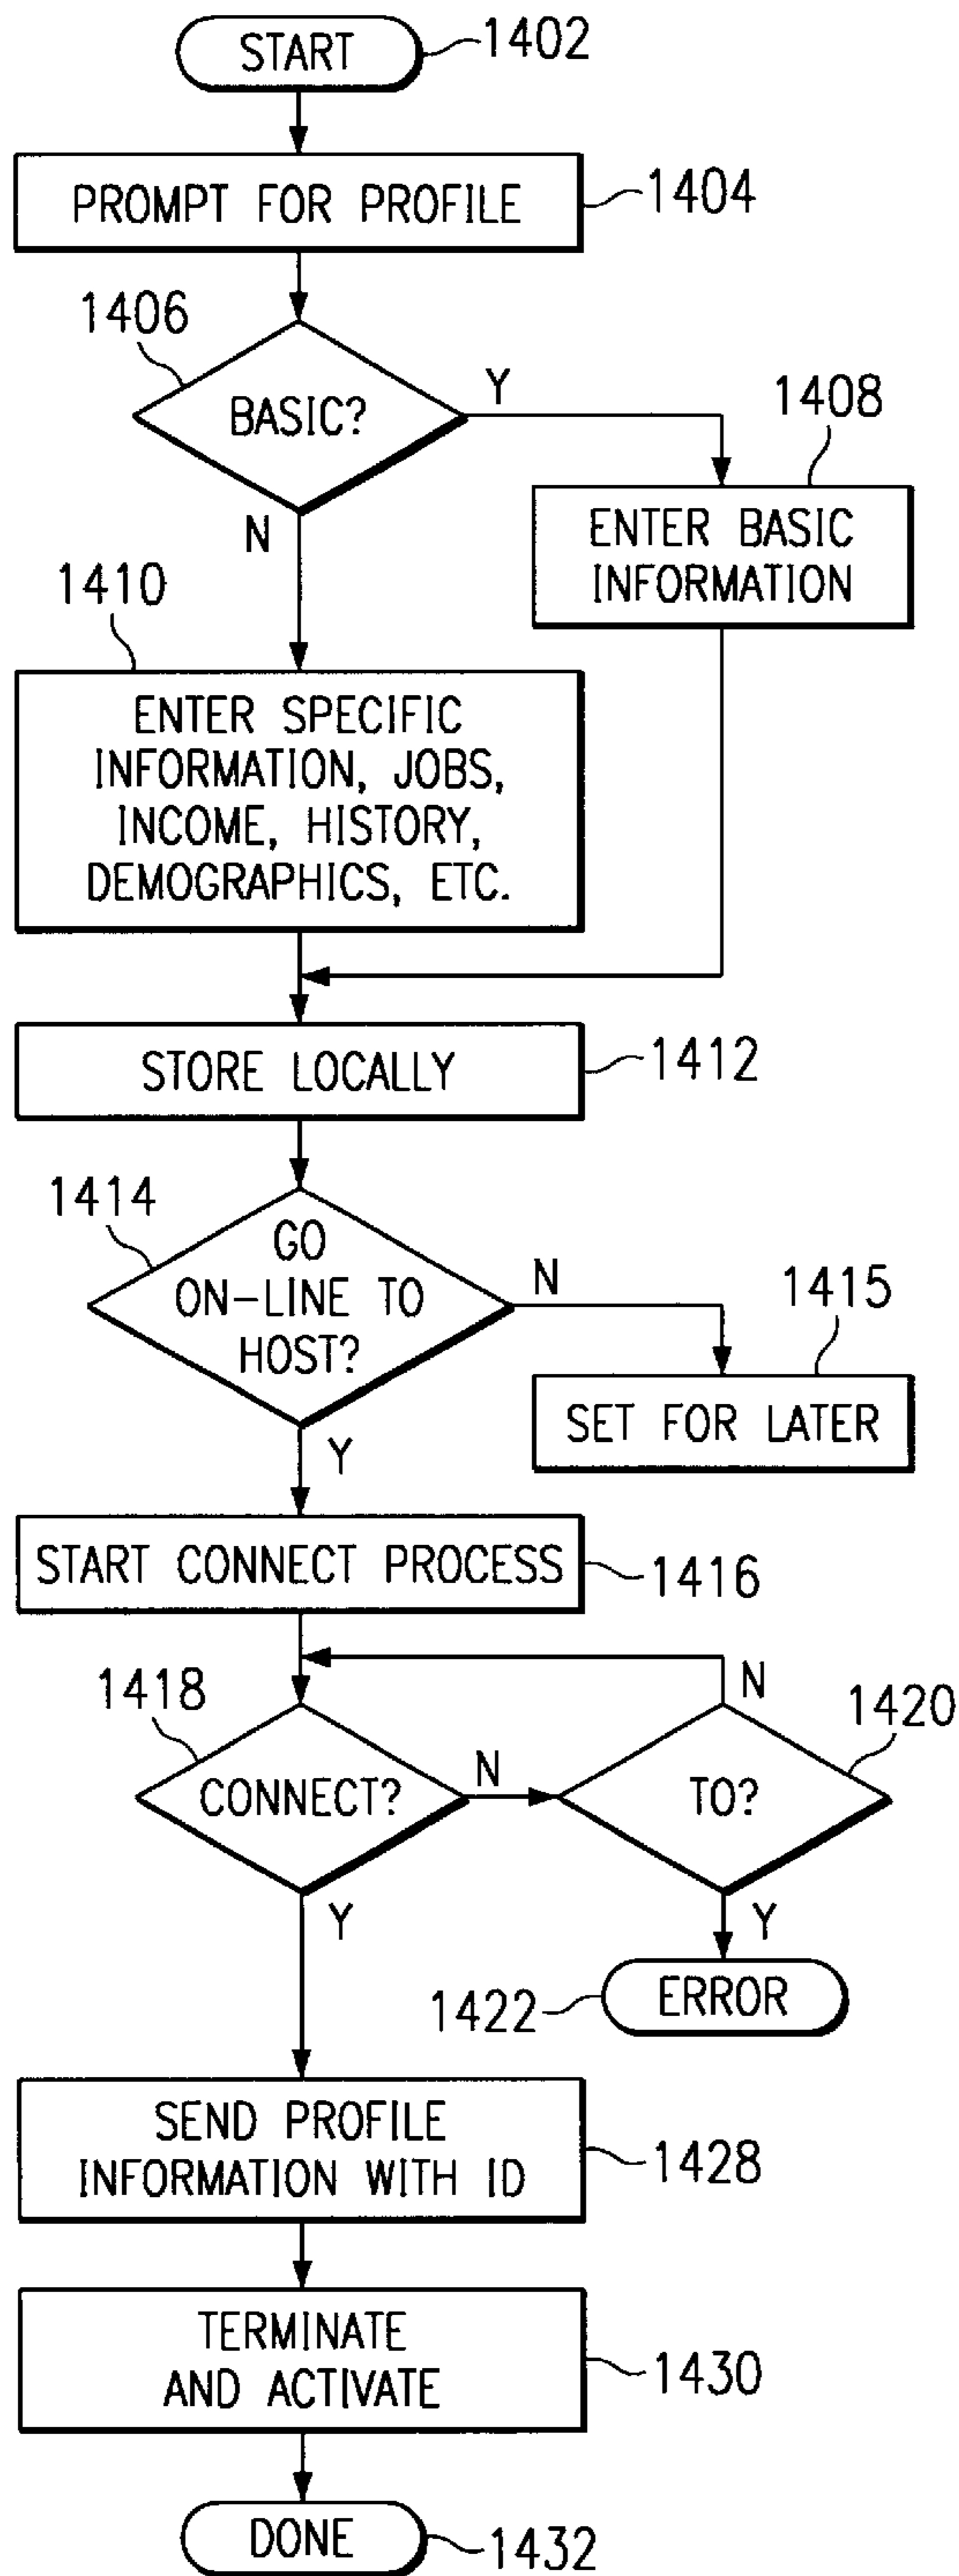 START
1402
PROMPT FOR PROFILE
1404
1406
BASIC?
Y
N
1408
ENTER BASIC
INFORMATION
1410
ENTER SPECIFIC
INFORMATION, JOBS,
INCOME, HISTORY,
DEMOGRAPHICS, ETC.
STORE LOCALLY
1412
1414
GO
ON-LINE TO
HOST?
N
Y
1415
SET FOR LATER
START CONNECT PROCESS
1416
1418
CONNECT?
N
Y
1420
TO?
N
Y
1422
ERROR
SEND PROFILE
INFORMATION WITH ID
1428
TERMINATE
AND ACTIVATE
1430
DONE
1432